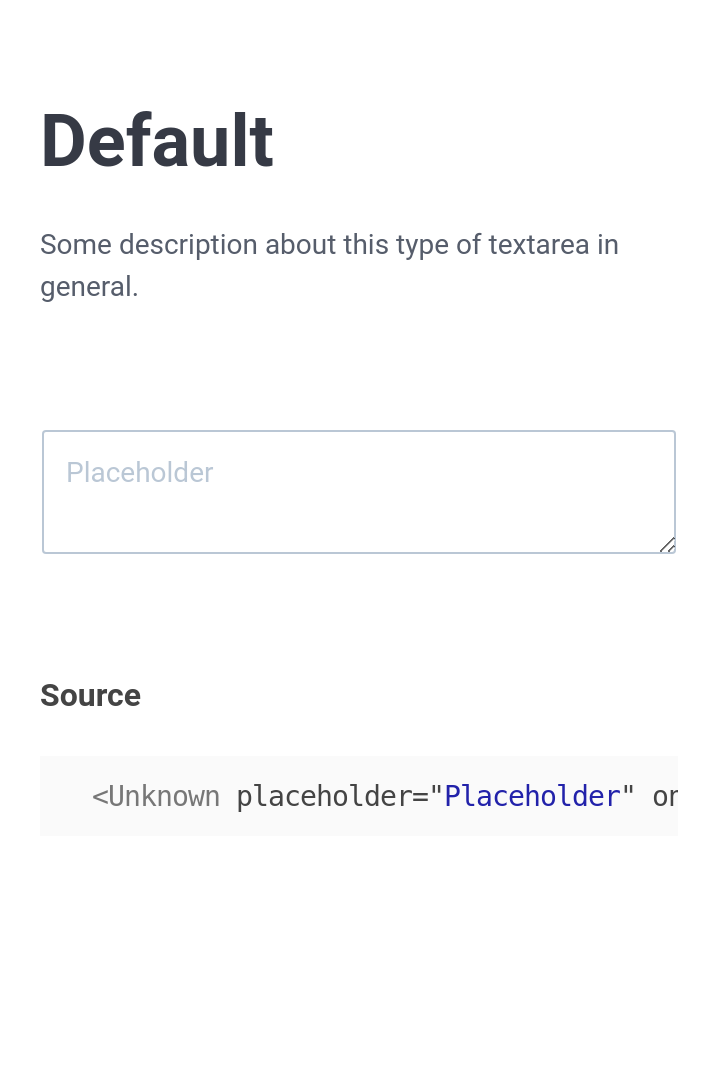 Default
Some description about this type of textarea in
general.
Placeholder
Source
<Unknown placeholder="Placeholder" on